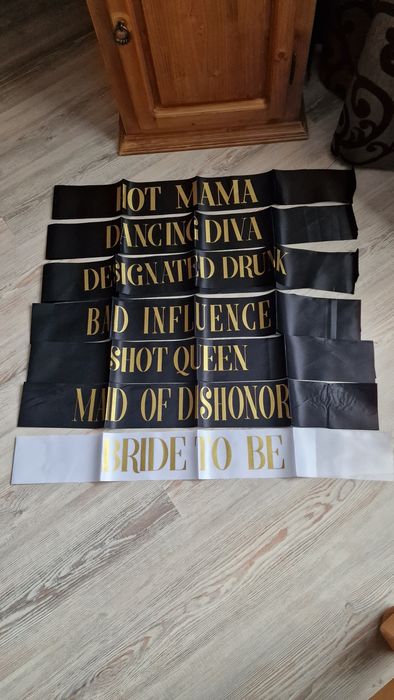 HOT MAMA
DANCING DIVA
DESIGNATED DRUNK
BAD INFLUENCE
SHOT QUEEN
MAID OF DISHONOR
BRIDE TO BE